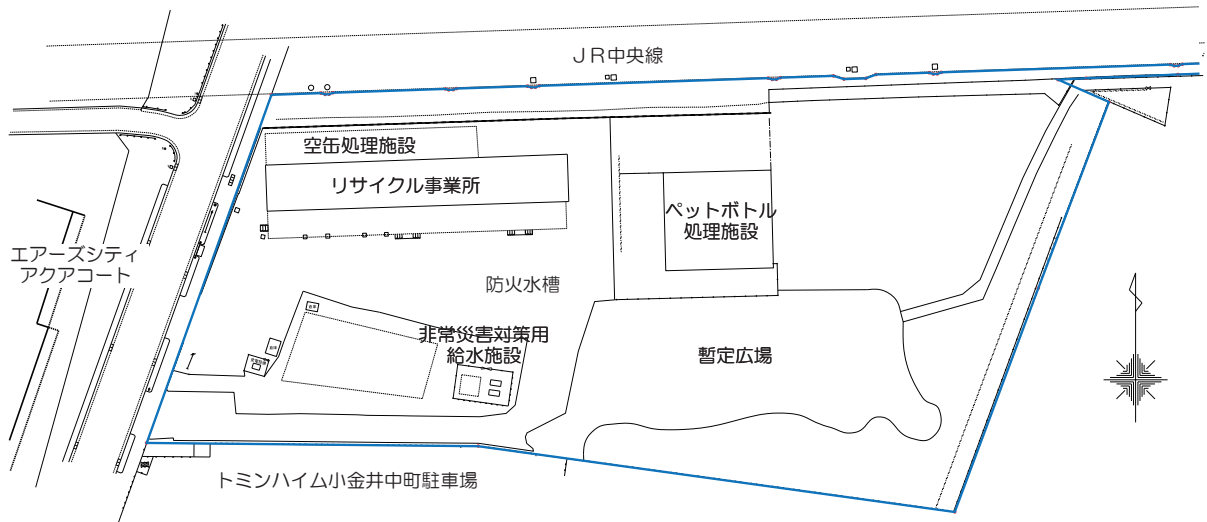 ＪＲ中央線
空缶処理施設
リサイクル事業所
ペットボトル
処理施設
エアーズシティ
アクアコート
防火水槽
非常災害対策用
給水施設
暫定広場
トミンハイム小金井中町駐車場